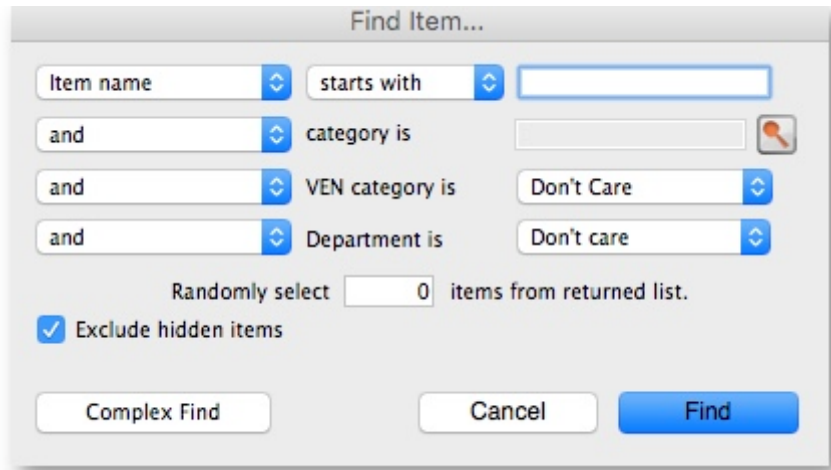 Find Item...
Item name starts with
and category is
and VEN category is Don't Care
and Department is Don't care
Randomly select 0 items from returned list.
Exclude hidden items
Complex Find Cancel Find